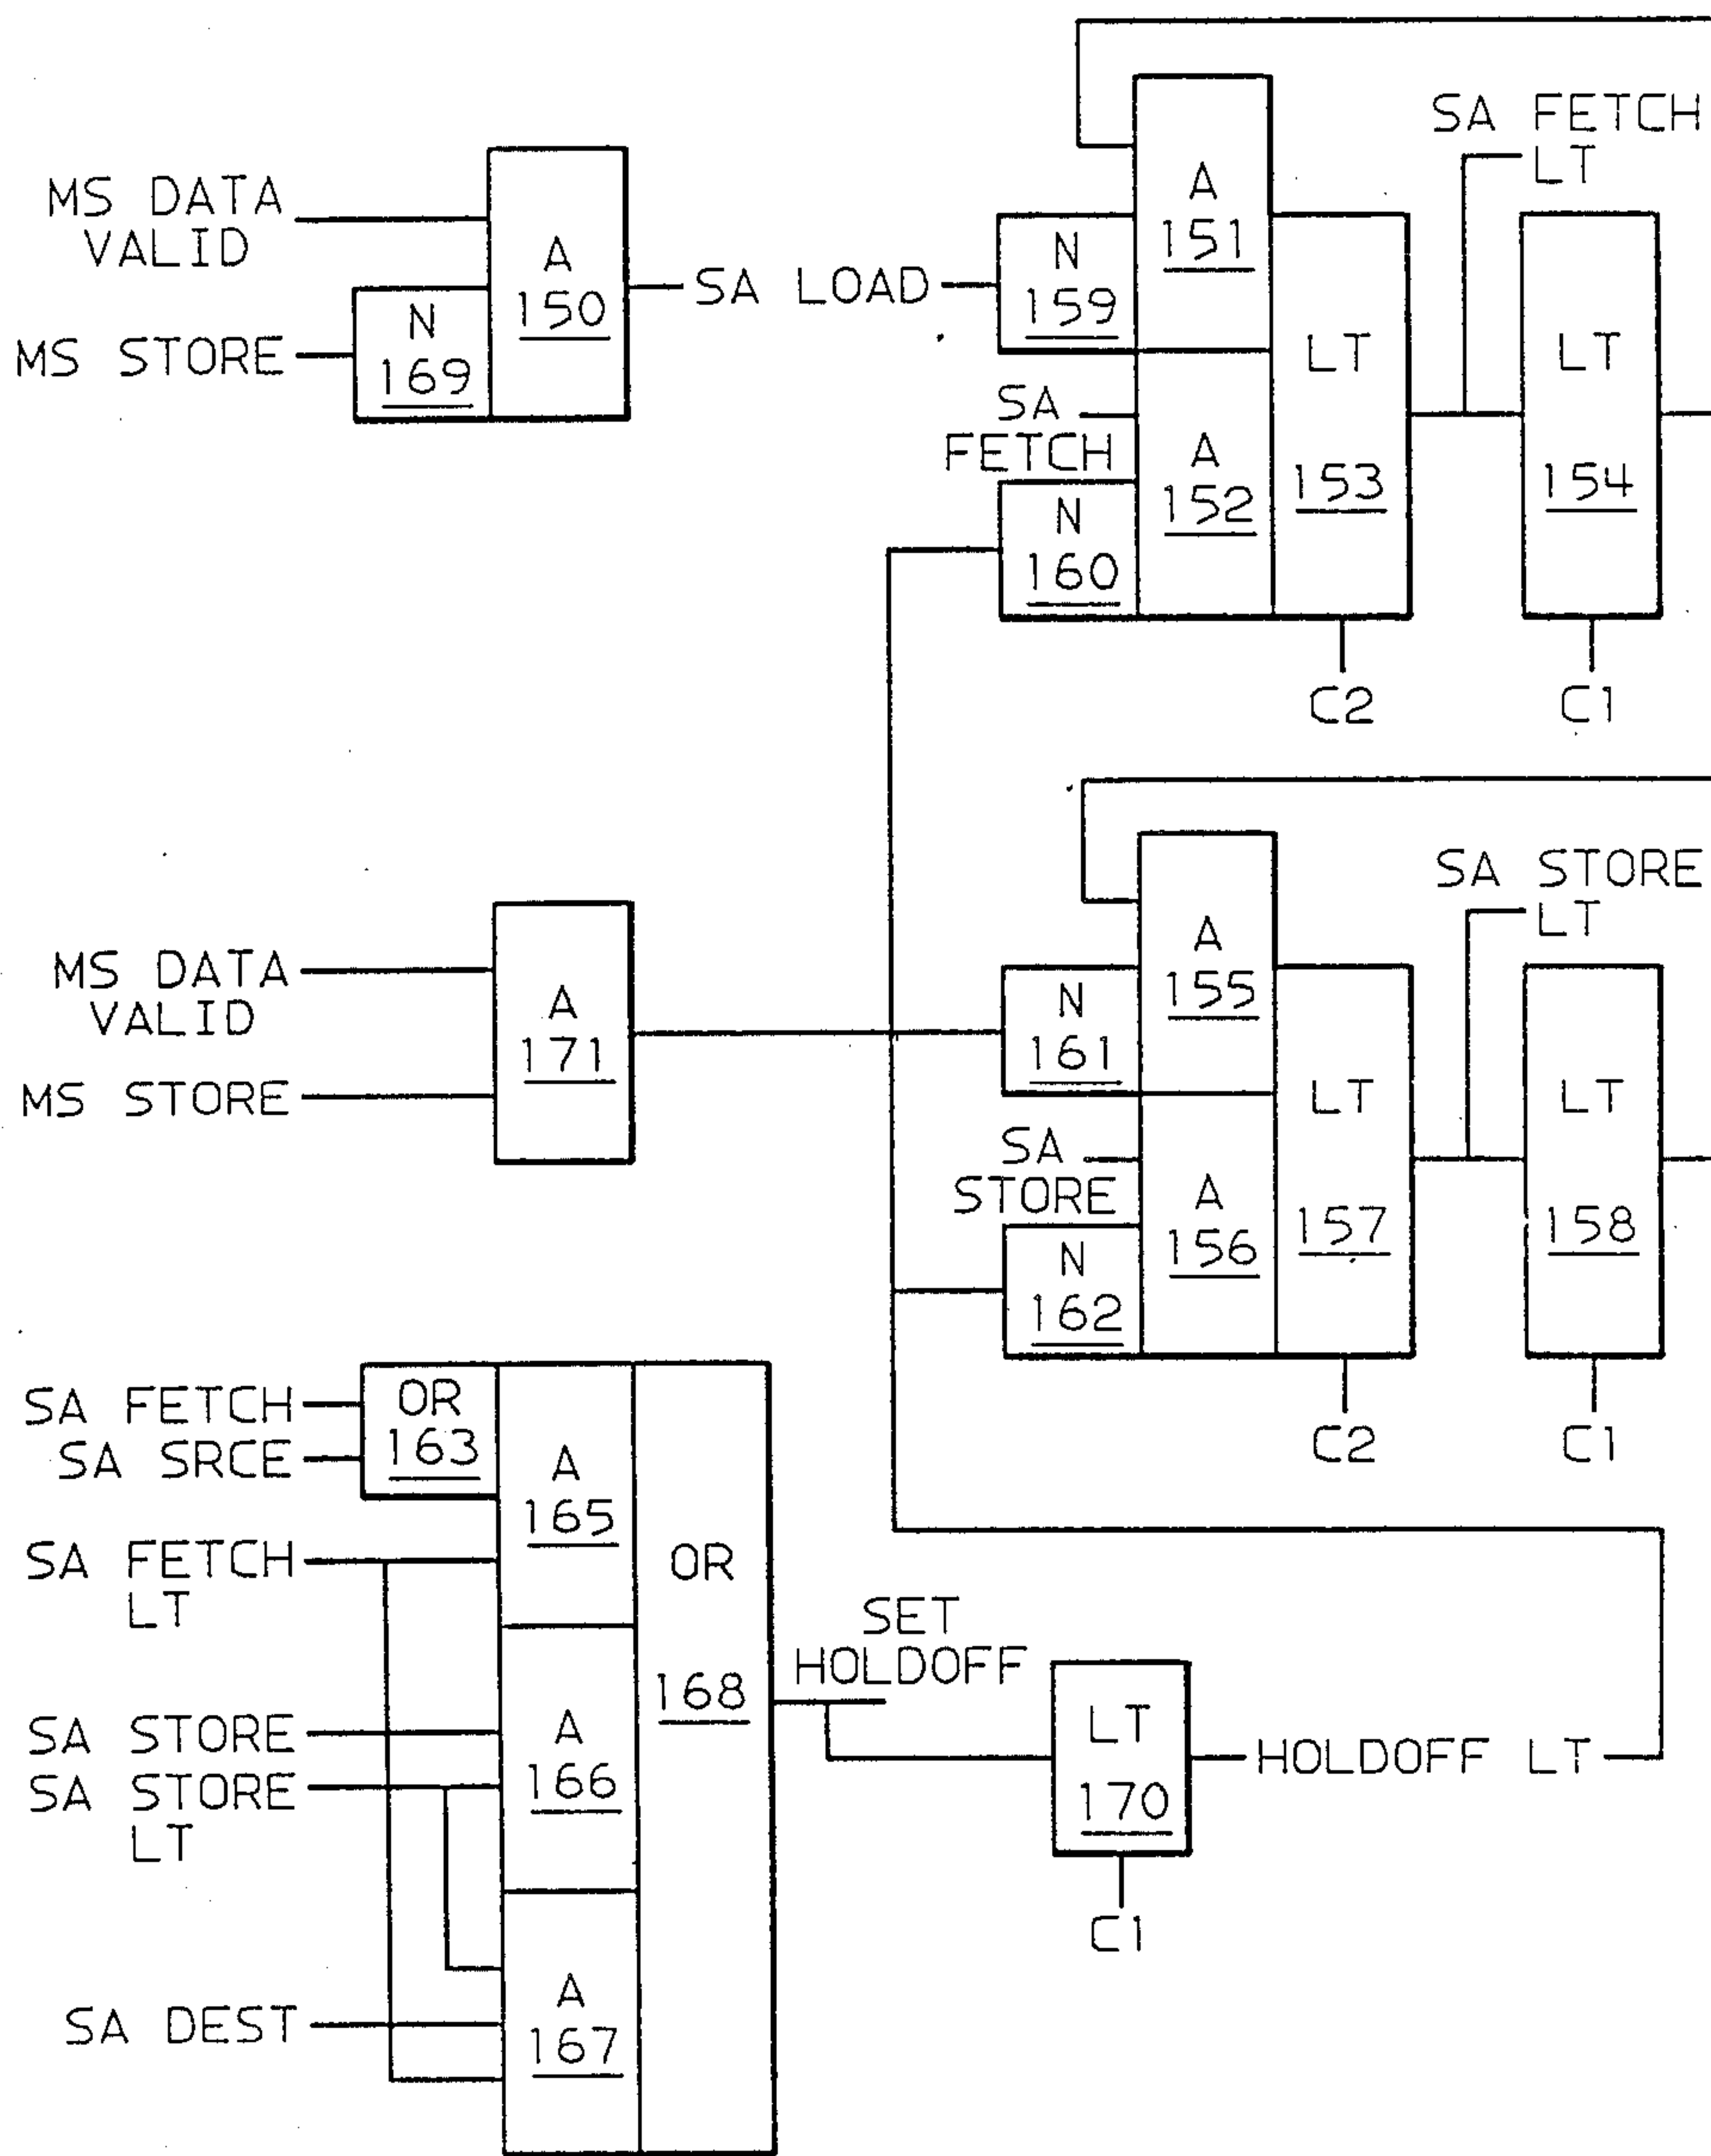 SA FETCH
LT
MS DATA
VALID
A
150
SA LOAD
N
159
A
151
LT
153
LT
154
MS STORE
N
169
SA
FETCH
A
152
N
160
C2
C1
SA STORE
LT
MS DATA
VALID
A
171
N
161
A
155
LT
157
LT
158
MS STORE
SA
STORE
A
156
N
162
C2
C1
SA FETCH
SA SRCE
OR
163
A
165
OR
168
SA FETCH
LT
SET
HOLDOFF
SA STORE
SA STORE
LT
A
166
LT
170
HOLDOFF LT
C1
SA DEST
A
167